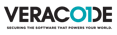 VERACODE
SECURING THE SOFTWARE THAT POWERS YOUR WORLD.